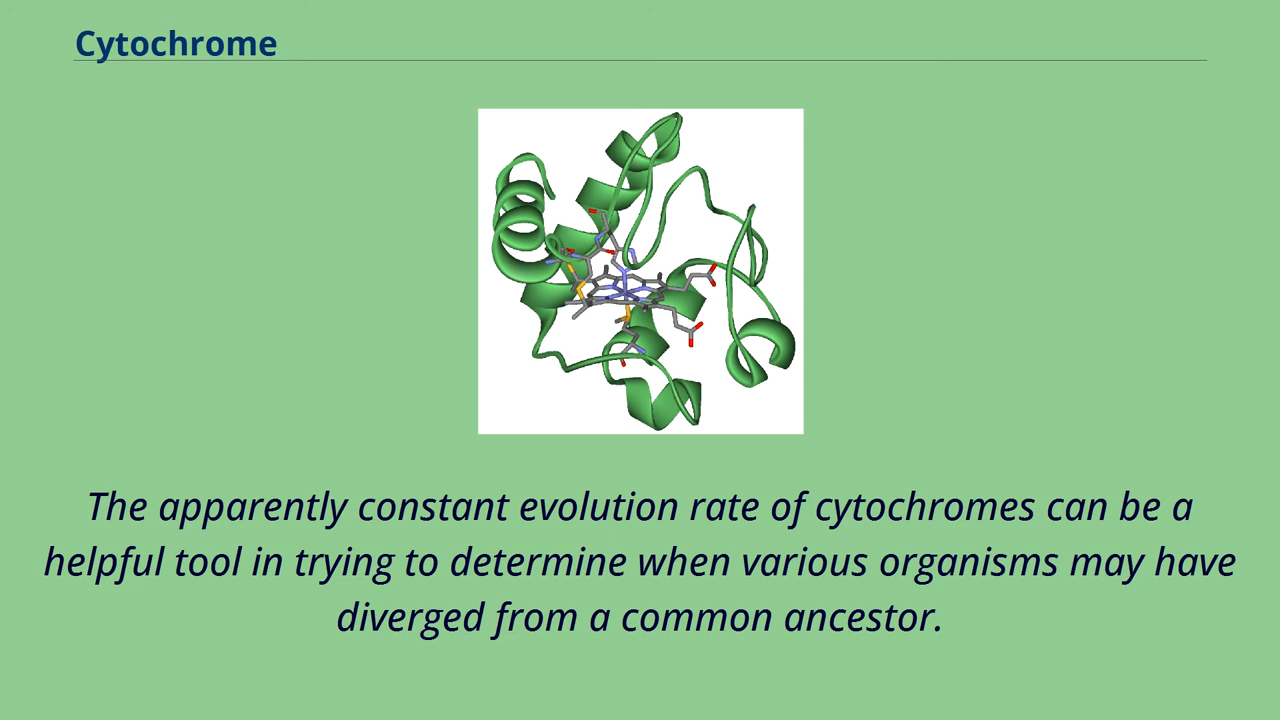 Cytochrome
The apparently constant evolution rate of cytochromes can be a
helpful tool in trying to determine when various organisms may have
diverged from a common ancestor.